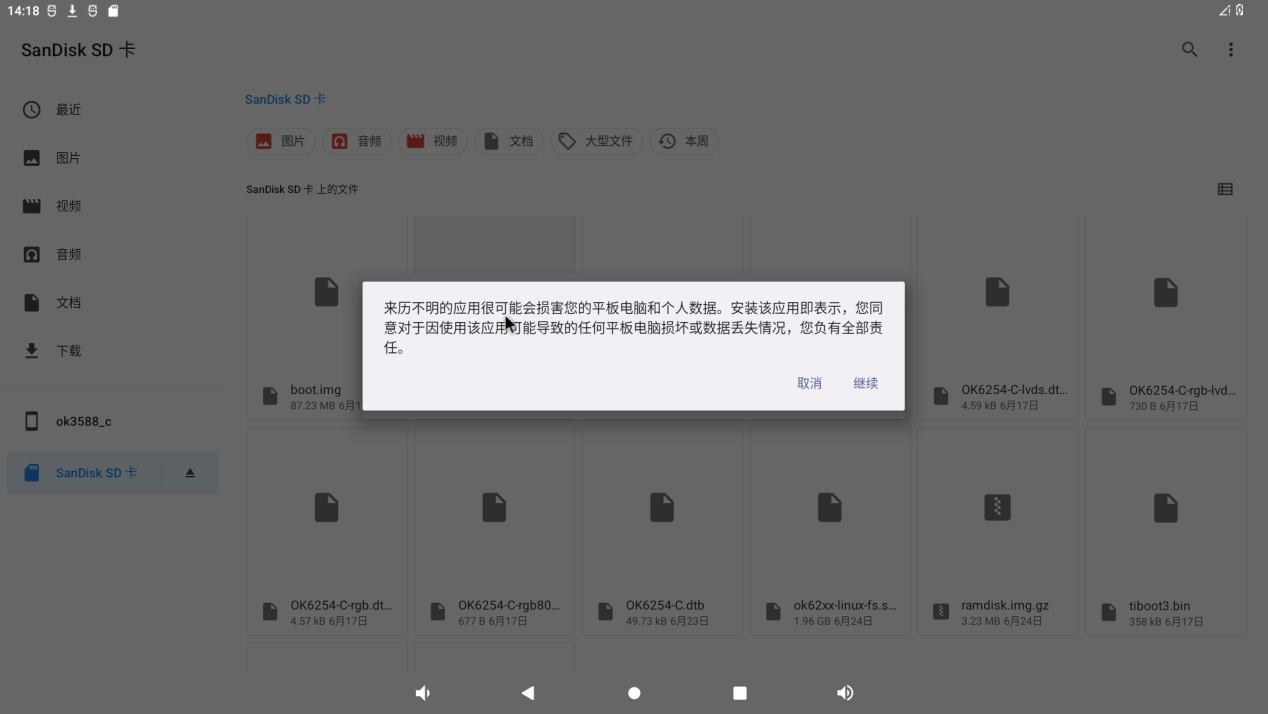 14:18
SanDisk SD 卡
最近
图片
视频
音频
文档
下载
ok3588_c
SanDisk SD 卡
SanDisk SD 卡
图片
音频
视频
文档
大型文件
本周
SanDisk SD 卡 上的文件
来历不明的应用很可能会损害您的平板电脑和个人数据。安装该应用即表示，您同
意对于因使用该应用可能导致的任何平板电脑损坏或数据丢失情况，您负有全部责
任。
取消
继续
boot.img
87.23 MB 6月1
OK6254-C-lvds.dt...
4.59 kB 6月17日
OK6254-C-rgb-lvd...
730 B 6月17日
OK6254-C-rgb.dt...
4.57 kB 6月17日
OK6254-C-rgb80...
677 B 6月17日
OK6254-C.dtb
49.73 kB 6月23日
ok62xx-linux-fs.s...
1.96 GB 6月24日
ramdisk.img.gz
3.23 MB 6月24日
tiboot3.bin
358 kB 6月17日